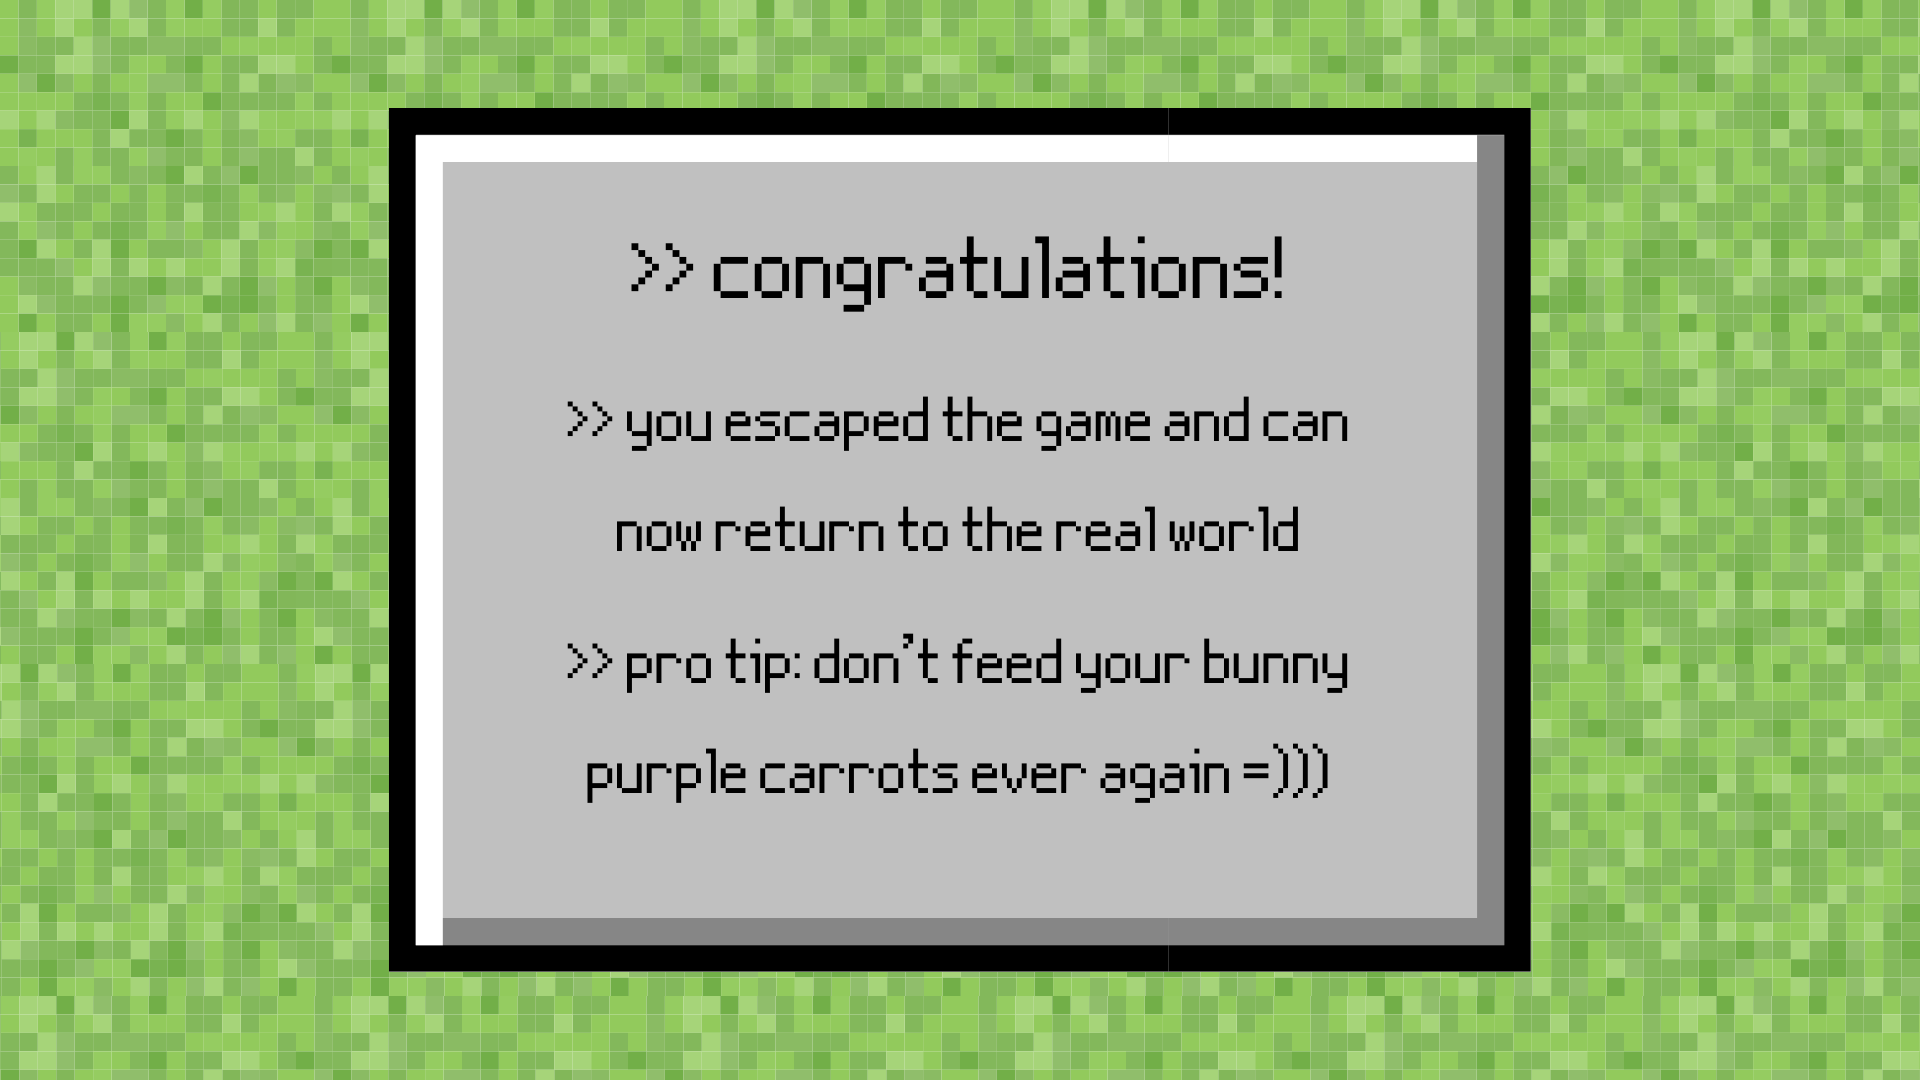 >> congratulations!
>> you escaped the game and can
now return to the real world
>> pro tip: don't feed your bunny
purple carrots ever again =)))